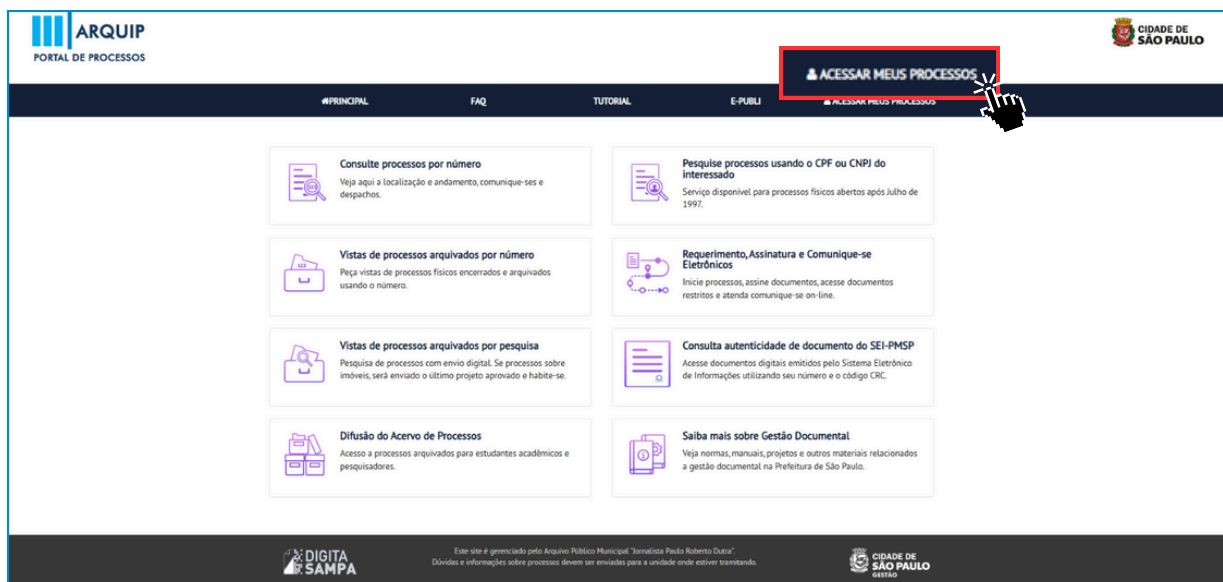 ARQUIP
PORTAL DE PROCESSOS
CIDADE DE
SÃO PAULO
ACESSAR MEUS PROCESSOS
PRINCIPAL
FAQ
TUTORIAL
E-PUBLI
ACESSAR MEUS PROCESSOS
Consulte processos por número
Veja aqui a localização e andamento, comunique-ses e
despachos.
Pesquise processos usando o CPF ou CNPJ do
interessado
Serviço disponível para processos físicos abertos após Julho de
1997.
Vistas de processos arquivados por número
Peça vistas de processos físicos encerrados e arquivados
usando o número.
Requerimento, Assinatura e Comunique-se
Eletrônicos
Inicie processos, assine documentos, acesse documentos
restritos e atenda comunique-se on-line.
Vistas de processos arquivados por pesquisa
Pesquisa de processos com envio digital. Se processos sobre
imóveis, será enviado o último projeto aprovado e habite-se.
Consulta autenticidade de documento do SEI-PMSP
Acesse documentos digitais emitidos pelo Sistema Eletrônico
de Informações utilizando seu número e o código CRC.
Difusão do Acervo de Processos
Acesso a processos arquivados para estudantes acadêmicos e
pesquisadores.
Saiba mais sobre Gestão Documental
Veja normas, manuais, projetos e outros materiais relacionados
a gestão documental na Prefeitura de São Paulo.
DIGITA
SAMPA
Este site é gerenciado pelo Arquivo Público Municipal "Jornalista Paulo Roberto Dutra".
Dúvidas e informações sobre processos devem ser enviadas para a unidade onde estiver tramitando.
CIDADE DE
SÃO PAULO
GESTÃO